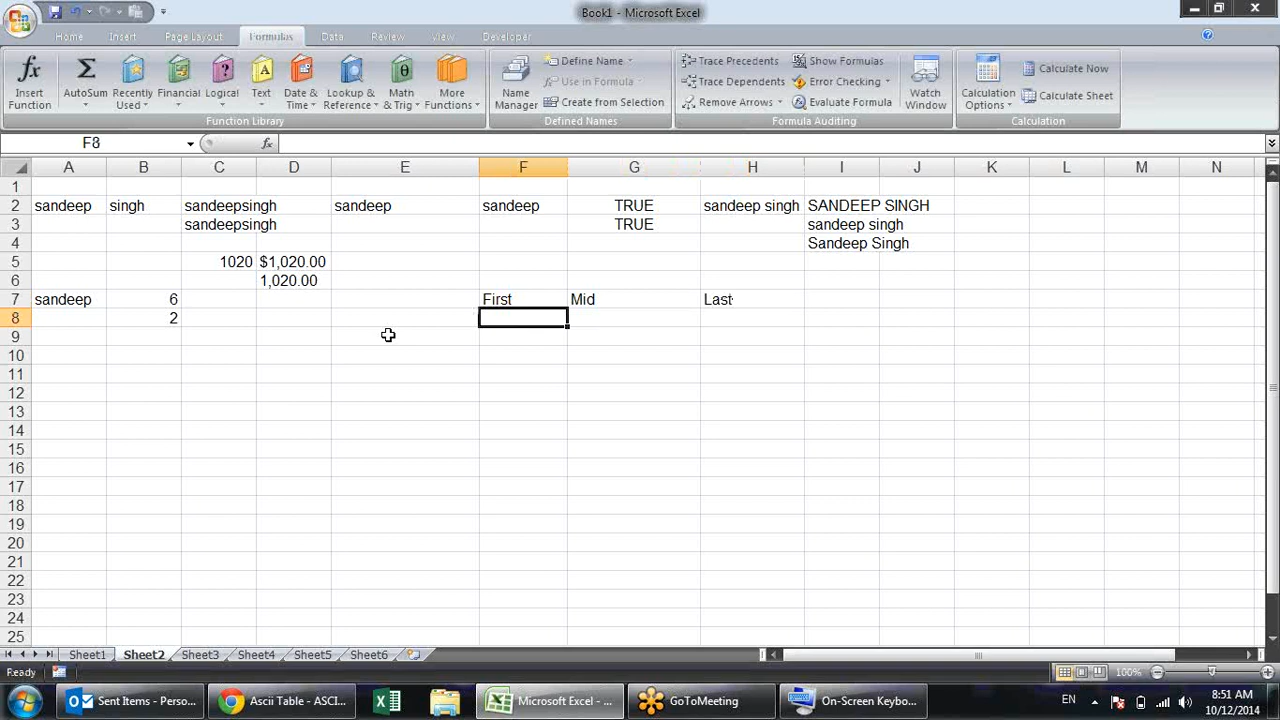 Book1 - Microsoft Excel
Home Insert Page Layout Formulas Data Review View Developer
Insert Function
AutoSum
Recently Used
Financial
Logical
Text
Date & Time
Lookup & Reference
Math & Trig
More Functions
Function Library
Name Manager
Define Name
Use in Formula
Create from Selection
Defined Names
Trace Precedents
Trace Dependents
Remove Arrows
Show Formulas
Error Checking
Evaluate Formula
Formula Auditing
Watch Window
Calculation Options
Calculate Now
Calculate Sheet
Calculation
F8 fx
A B C D E F G H I J K L M N
1
2 sandeep singh sandeepsingh sandeep sandeep TRUE sandeep singh SANDEEP SINGH
3 sandeepsingh TRUE sandeep singh
4 Sandeep Singh
5 1020 $1,020.00
6 1,020.00
7 sandeep 6 First Mid Last
8 2
9
10
11
12
13
14
15
16
17
18
19
20
21
22
23
24
25
Sheet1 Sheet2 Sheet3 Sheet4 Sheet5 Sheet6
Ready 100%
Sent Items - Perso... Ascii Table - ASCI... Microsoft Excel - ... GoToMeeting On-Screen Keybo... EN 8:51 AM
10/12/2014